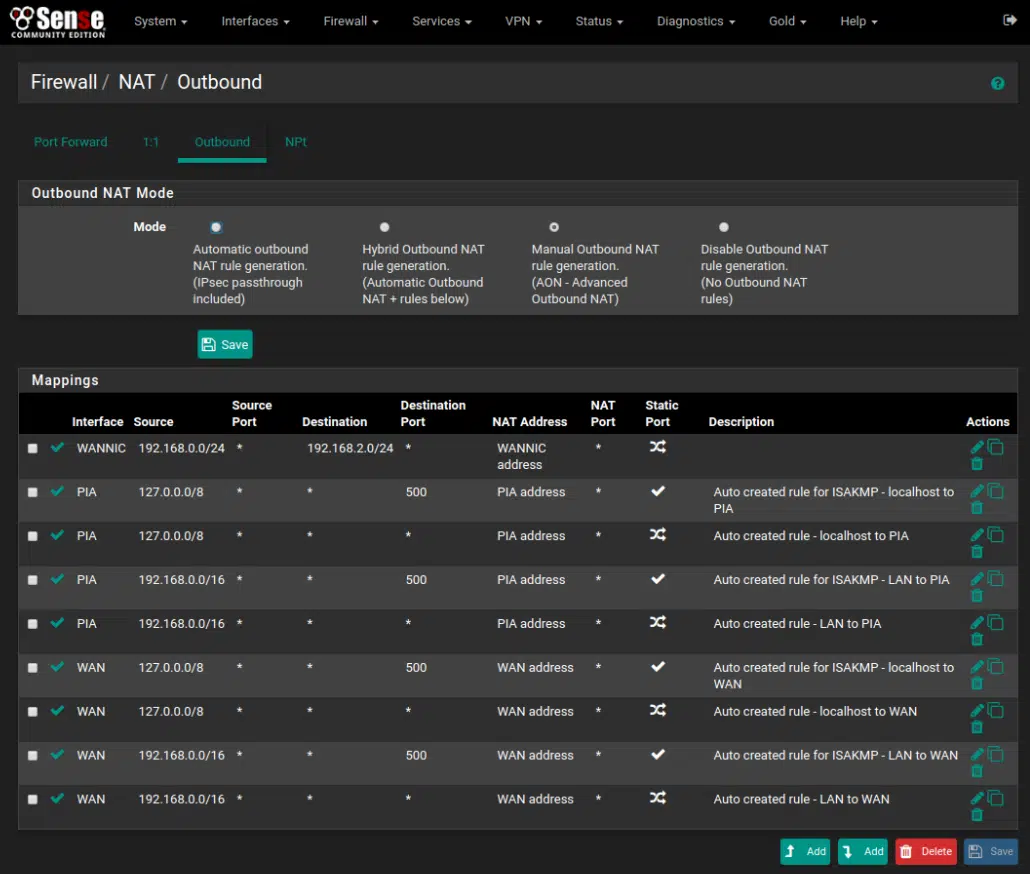 Sense
COMMUNITY EDITION
System Interfaces Firewall Services VPN Status Diagnostics Gold Help
Firewall / NAT / Outbound
Port Forward 1:1 Outbound NPt
Outbound NAT Mode
Mode
Automatic outbound
NAT rule generation.
(IPsec passthrough
included)
Hybrid Outbound NAT
rule generation.
(Automatic Outbound
NAT + rules below)
Manual Outbound NAT
rule generation.
(AON - Advanced
Outbound NAT)
Disable Outbound NAT
rule generation.
(No Outbound NAT
rules)
Save
Mappings
Interface Source Source Port Destination Destination Port NAT Address NAT Port Static Port Description Actions
WANNIC 192.168.0.0/24 * 192.168.2.0/24 * WANNIC address *
PIA 127.0.0.0/8 * * 500 PIA address * Auto created rule for ISAKMP - localhost to PIA
PIA 127.0.0.0/8 * * * PIA address * Auto created rule - localhost to PIA
PIA 192.168.0.0/16 * * 500 PIA address * Auto created rule for ISAKMP - LAN to PIA
PIA 192.168.0.0/16 * * * PIA address * Auto created rule - LAN to PIA
WAN 127.0.0.0/8 * * 500 WAN address * Auto created rule for ISAKMP - localhost to WAN
WAN 127.0.0.0/8 * * * WAN address * Auto created rule - localhost to WAN
WAN 192.168.0.0/16 * * 500 WAN address * Auto created rule for ISAKMP - LAN to WAN
WAN 192.168.0.0/16 * * * WAN address * Auto created rule - LAN to WAN
Add Add Delete Save